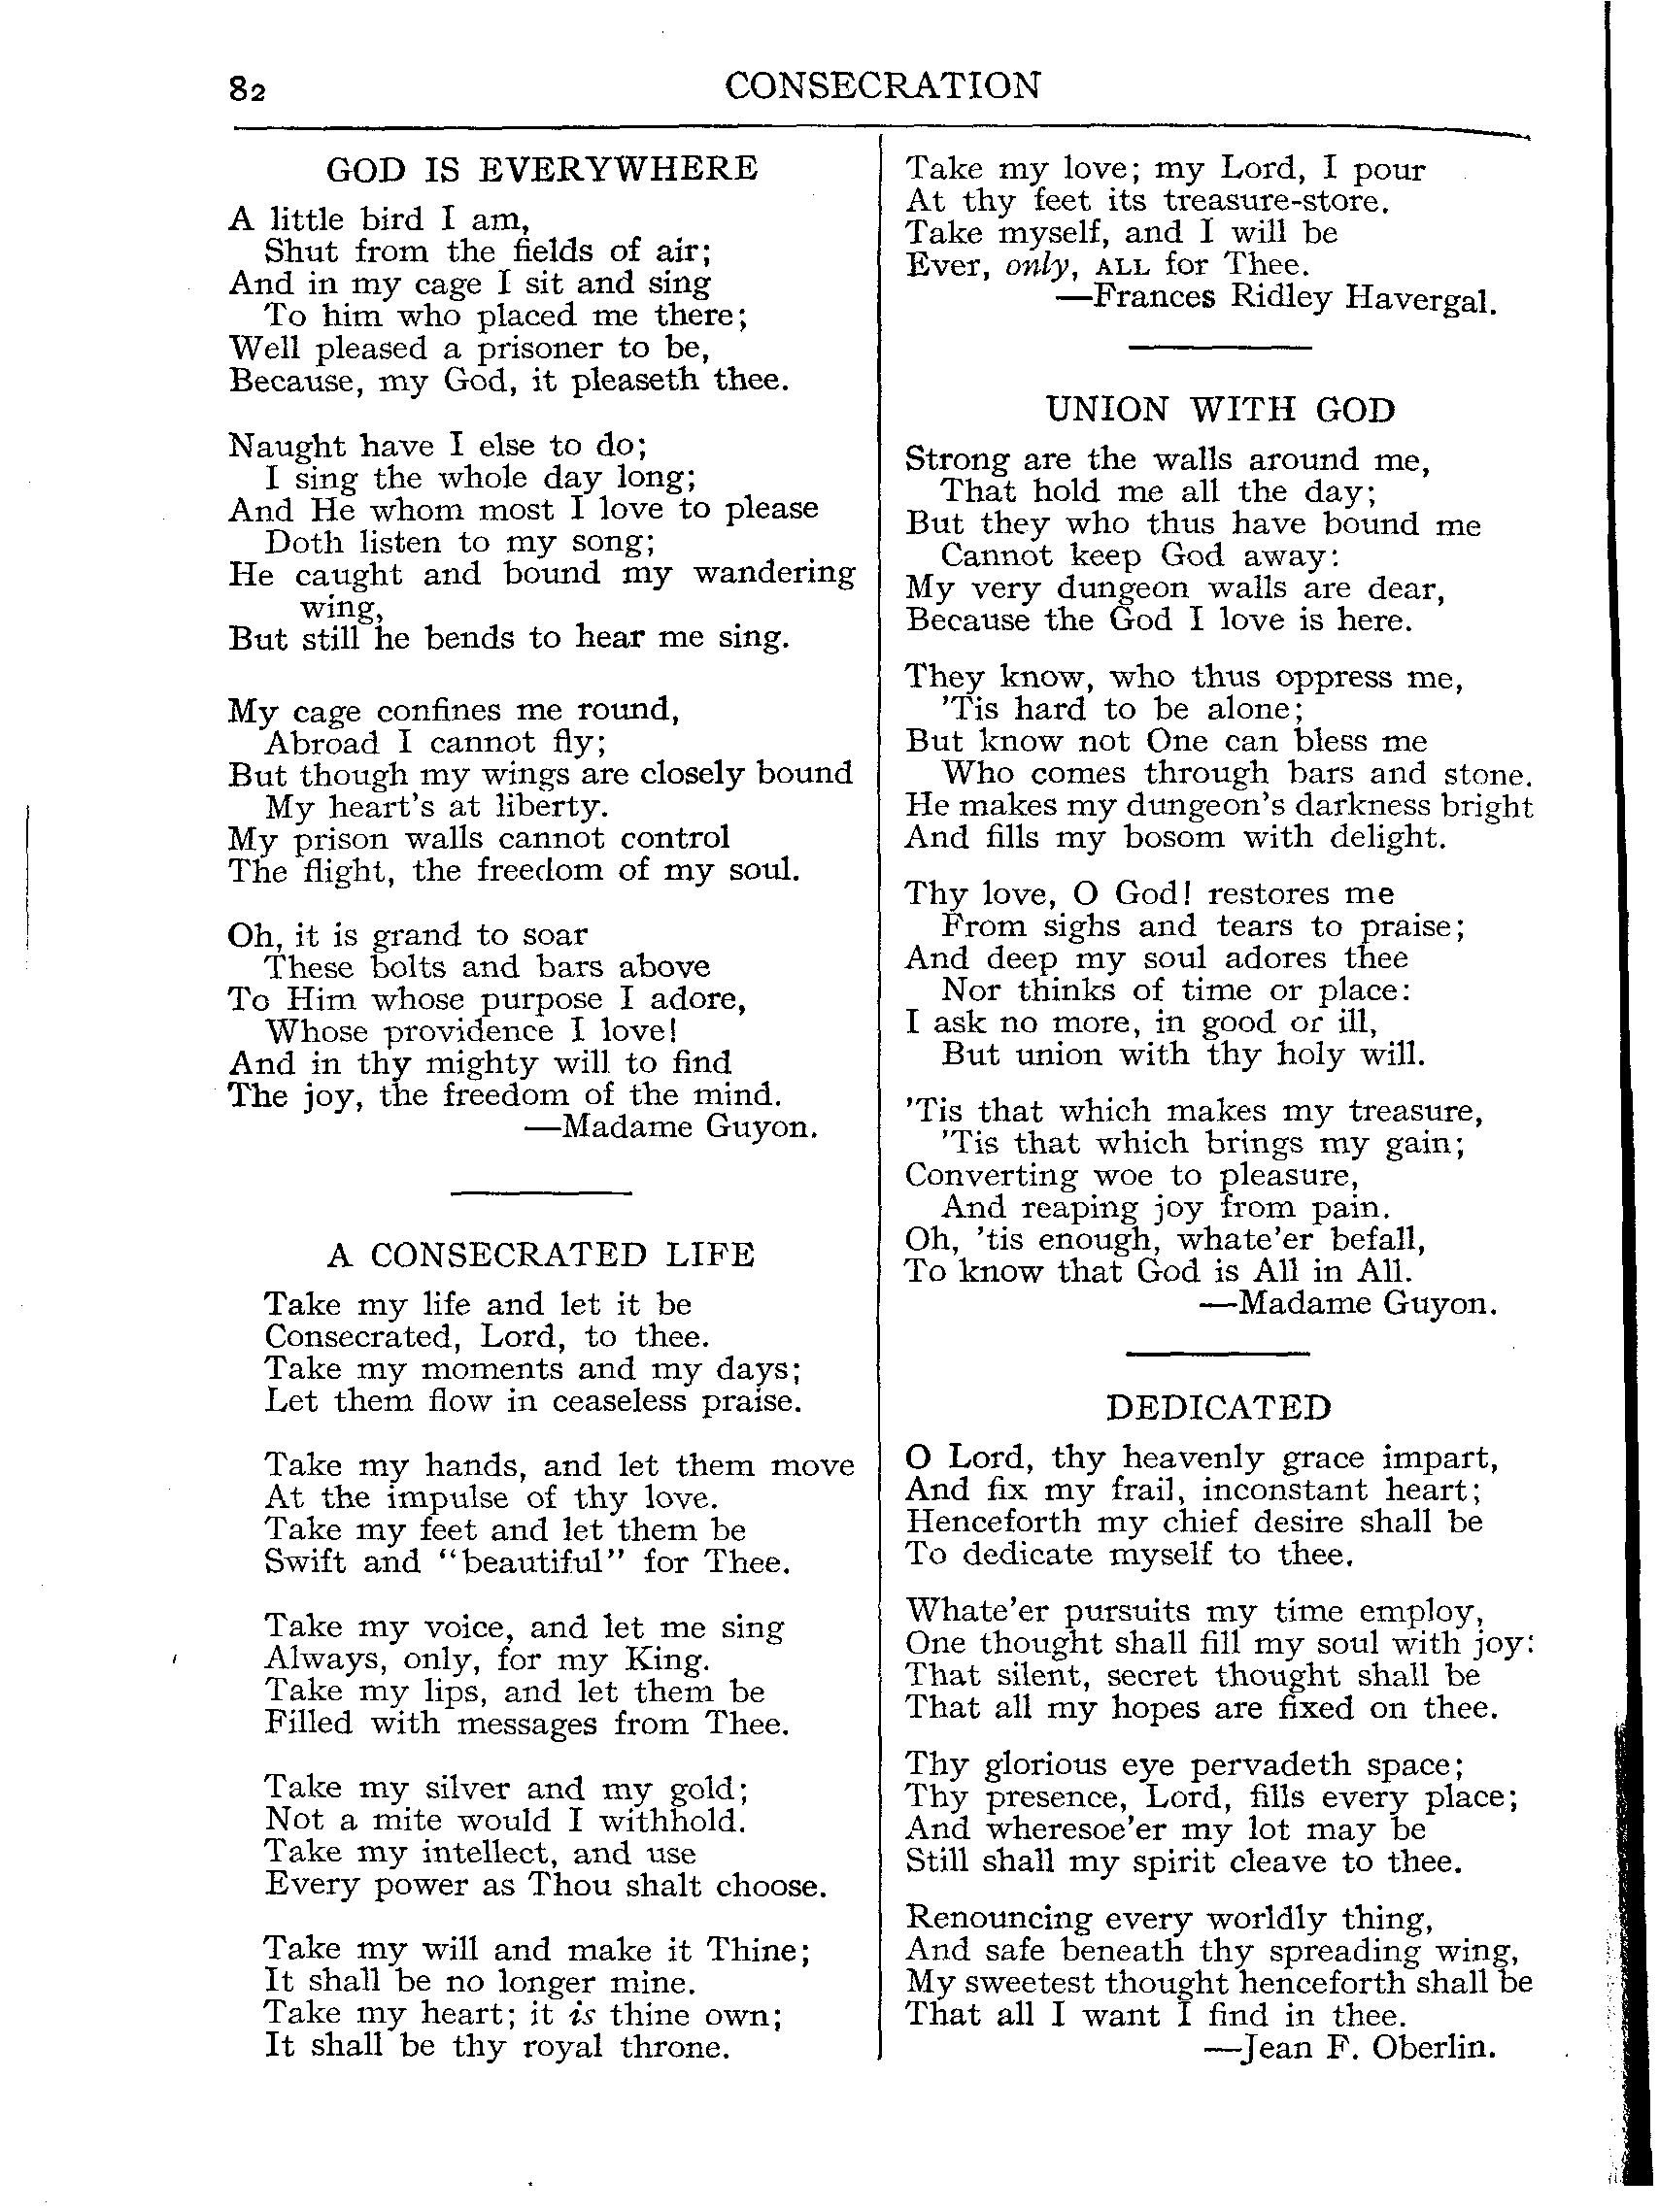 82
CONSECRATION
GOD IS EVERYWHERE
A little bird I am,
Shut from the fields of air;
And in my cage I sit and sing
To him who placed me there;
Well pleased a prisoner to be,
Because, my God, it pleaseth thee.
Naught have I else to do;
I sing the whole day long;
And He whom most I love to please
Doth listen to my song;
He caught and bound my wandering
wing,
But still he bends to hear me sing.
My cage confines me round,
Abroad I cannot fly;
But though my wings are closely bound
My heart's at liberty.
My prison walls cannot control
The flight, the freedom of my soul.
Oh, it is grand to soar
These bolts and bars above
To Him whose purpose I adore,
Whose providence I love!
And in thy mighty will to find
The joy, the freedom of the mind.
—Madame Guyon.
A CONSECRATED LIFE
Take my life and let it be
Consecrated, Lord, to thee.
Take my moments and my days;
Let them flow in ceaseless praise.
Take my hands, and let them move
At the impulse of thy love.
Take my feet and let them be
Swift and "beautiful" for Thee.
Take my voice, and let me sing
Always, only, for my King.
Take my lips, and let them be
Filled with messages from Thee.
Take my silver and my gold;
Not a mite would I withhold.
Take my intellect, and use
Every power as Thou shalt choose.
Take my will and make it Thine;
It shall be no longer mine.
Take my heart; it is thine own;
It shall be thy royal throne.
Take my love; my Lord, I pour
At thy feet its treasure-store.
Take myself, and I will be
Ever, only, ALL for Thee.
—Frances Ridley Havergal.
UNION WITH GOD
Strong are the walls around me,
That hold me all the day;
But they who thus have bound me
Cannot keep God away:
My very dungeon walls are dear,
Because the God I love is here.
They know, who thus oppress me,
'Tis hard to be alone;
But know not One can bless me
Who comes through bars and stone.
He makes my dungeon's darkness bright
And fills my bosom with delight.
Thy love, O God! restores me
From sighs and tears to praise;
And deep my soul adores thee
Nor thinks of time or place:
I ask no more, in good or ill,
But union with thy holy will.
'Tis that which makes my treasure,
'Tis that which brings my gain;
Converting woe to pleasure,
And reaping joy from pain.
Oh, 'tis enough, whate'er befall,
To know that God is All in All.
—Madame Guyon.
DEDICATED
O Lord, thy heavenly grace impart,
And fix my frail, inconstant heart;
Henceforth my chief desire shall be
To dedicate myself to thee.
Whate'er pursuits my time employ,
One thought shall fill my soul with joy:
That silent, secret thought shall be
That all my hopes are fixed on thee.
Thy glorious eye pervadeth space;
Thy presence, Lord, fills every place;
And wheresoe'er my lot may be
Still shall my spirit cleave to thee.
Renouncing every worldly thing,
And safe beneath thy spreading wing,
My sweetest thought henceforth shall be
That all I want I find in thee.
—Jean F. Oberlin.